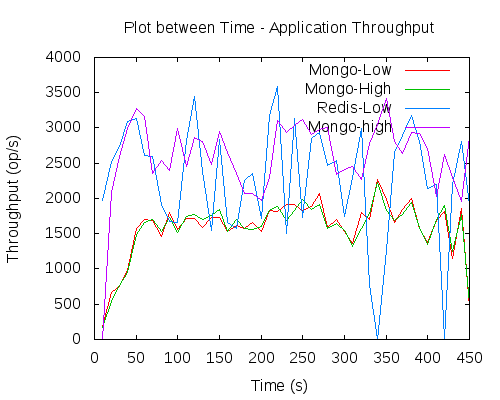 Plot between Time - Application Throughput
4000
3500
3000
2500
2000
1500
1000
500
0
Throughput (op/s)
Mongo-Low
Mongo-High
Redis-Low
Mongo-high
0 50 100 150 200 250 300 350 400 450
Time (s)